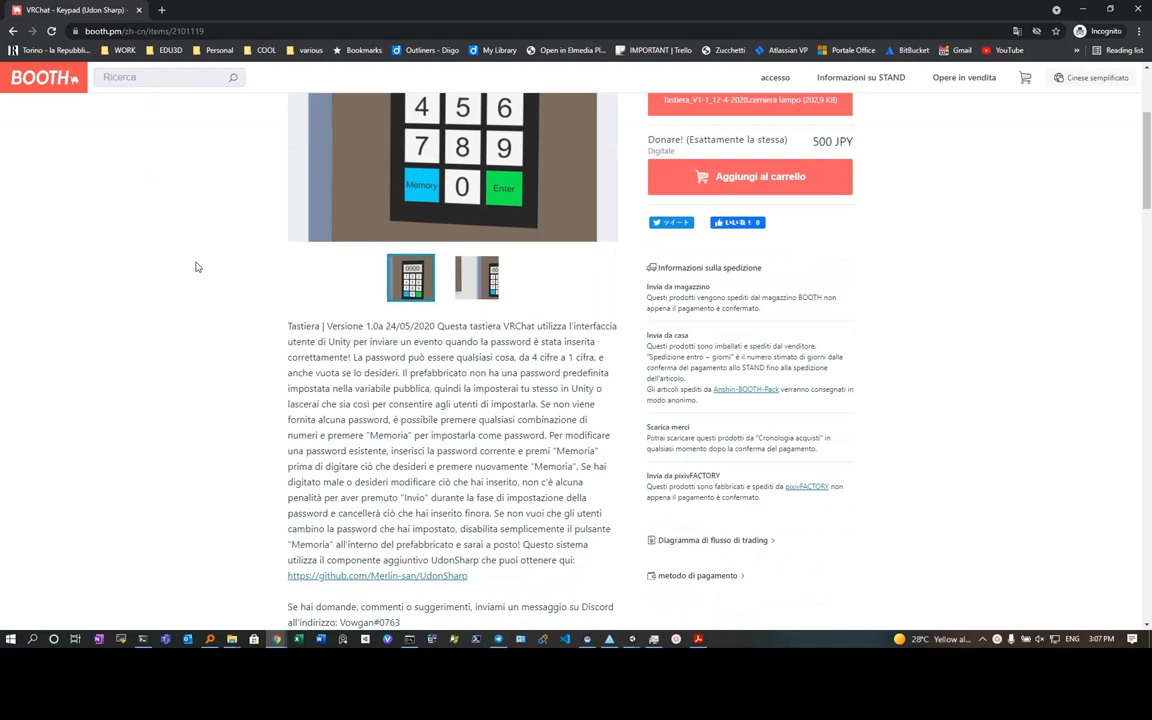 VRChat - Keypad (Udon Sharp) -
booth.pm/zh-cn/items/2101119
Incognito
Torino - la Repubbli...
WORK
EDU3D
Personal
COOL
various
Bookmarks
Outliners - Diigo
My Library
Open in Elmedia Pl...
IMPORTANT | Trello
Zucchetti
Atlassian VP
Portale Office
BitBucket
Gmail
YouTube
»
Reading list
BOOTH
Ricerca
accesso
Informazioni su STAND
Opere in vendita
Cinese semplificato
4 5 6
7 8 9
Memory 0 Enter
Tastiera_V1-1_12-4-2020.cerniera lampo (202,9 KB)
Donare! (Esattamente la stessa)
500 JPY
Digitale
Aggiungi al carrello
ツイート
いいね! 0
Informazioni sulla spedizione
Invia da magazzino
Questi prodotti vengono spediti dal magazzino BOOTH non
appena il pagamento è confermato.
Invia da casa
Questi prodotti sono imballati e spediti dal venditore.
"Spedizione entro ~ giorni" è il numero stimato di giorni dalla
conferma del pagamento allo STAND fino alla spedizione
dell'articolo.
Gli articoli spediti da Anshin-BOOTH-Pack verranno consegnati in
modo anonimo.
Scarica merci
Potrai scaricare questi prodotti da "Cronologia acquisti" in
qualsiasi momento dopo la conferma del pagamento.
Invia da pixivFACTORY
Questi prodotti sono fabbricati e spediti da pixivFACTORY non
appena il pagamento è confermato.
Diagramma di flusso di trading >
metodo di pagamento >
Tastiera | Versione 1.0a 24/05/2020 Questa tastiera VRChat utilizza l'interfaccia
utente di Unity per inviare un evento quando la password è stata inserita
correttamente! La password può essere qualsiasi cosa, da 4 cifre a 1 cifra, e
anche vuota se lo desideri. Il prefabbricato non ha una password predefinita
impostata nella variabile pubblica, quindi la imposterai tu stesso in Unity o
lascerai che sia così per consentire agli utenti di impostarla. Se non viene
fornita alcuna password, è possibile premere qualsiasi combinazione di
numeri e premere "Memoria" per impostarla come password. Per modificare
una password esistente, inserisci la password corrente e premi "Memoria"
prima di digitare ciò che desideri e premere nuovamente "Memoria". Se hai
digitato male o desideri modificare ciò che hai inserito, non c'è alcuna
penalità per aver premuto "Invio" durante la fase di impostazione della
password e cancellerà ciò che hai inserito finora. Se non vuoi che gli utenti
cambino la password che hai impostato, disabilita semplicemente il pulsante
"Memoria" all'interno del prefabbricato e sarai a posto! Questo sistema
utilizza il componente aggiuntivo UdonSharp che puoi ottenere qui:
https://github.com/Merlin-san/UdonSharp
Se hai domande, commenti o suggerimenti, inviami un messaggio su Discord
all'indirizzo: Vowgan#0763
28°C Yellow al...
ENG
3:07 PM